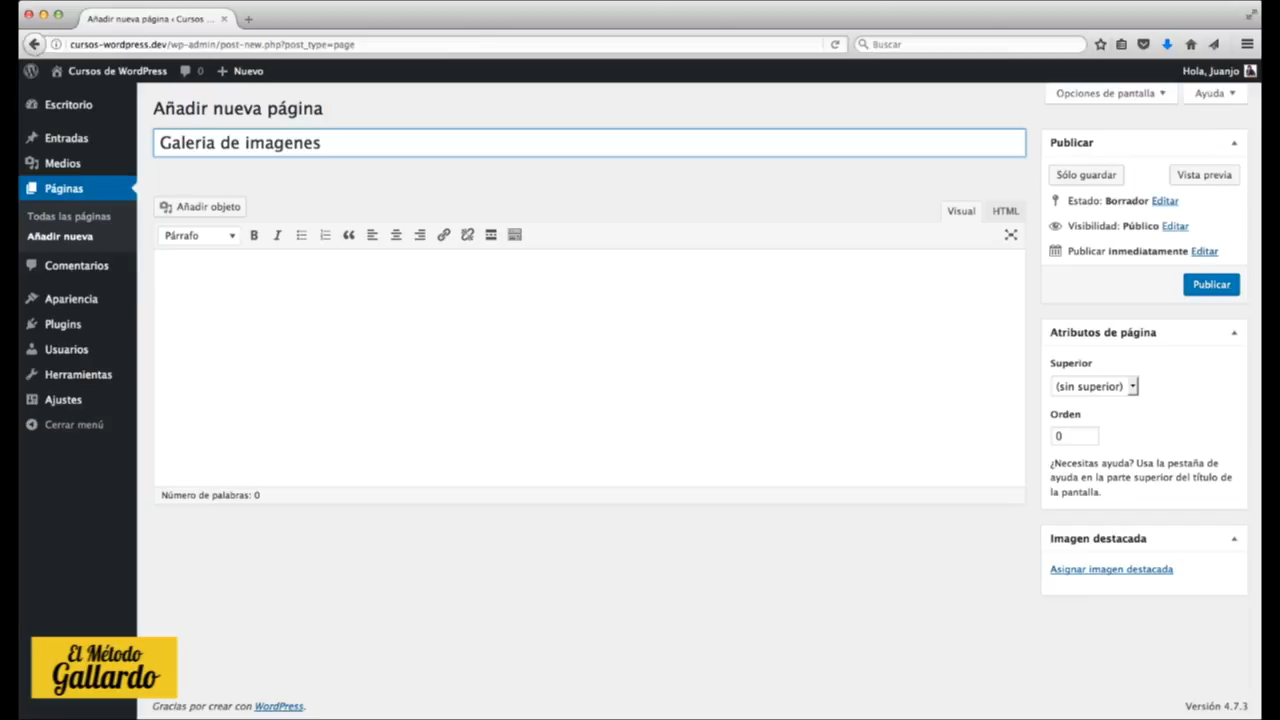 Añadir nueva página ‹ Cursos ...
cursos-wordpress.dev/wp-admin/post-new.php?post_type=page
Buscar
Cursos de WordPress
0
Nuevo
Hola, Juanjo
Escritorio
Entradas
Medios
Páginas
Todas las páginas
Añadir nueva
Comentarios
Apariencia
Plugins
Usuarios
Herramientas
Ajustes
Cerrar menú
Opciones de pantalla
Ayuda
Añadir nueva página
Galeria de imagenes
Añadir objeto
Visual
HTML
Párrafo
B
I
Número de palabras: 0
Publicar
Sólo guardar
Vista previa
Estado: Borrador Editar
Visibilidad: Público Editar
Publicar inmediatamente Editar
Publicar
Atributos de página
Superior
(sin superior)
Orden
0
¿Necesitas ayuda? Usa la pestaña de
ayuda en la parte superior del título de
la pantalla.
Imagen destacada
Asignar imagen destacada
El Método
Gallardo
Gracias por crear con WordPress.
Versión 4.7.3